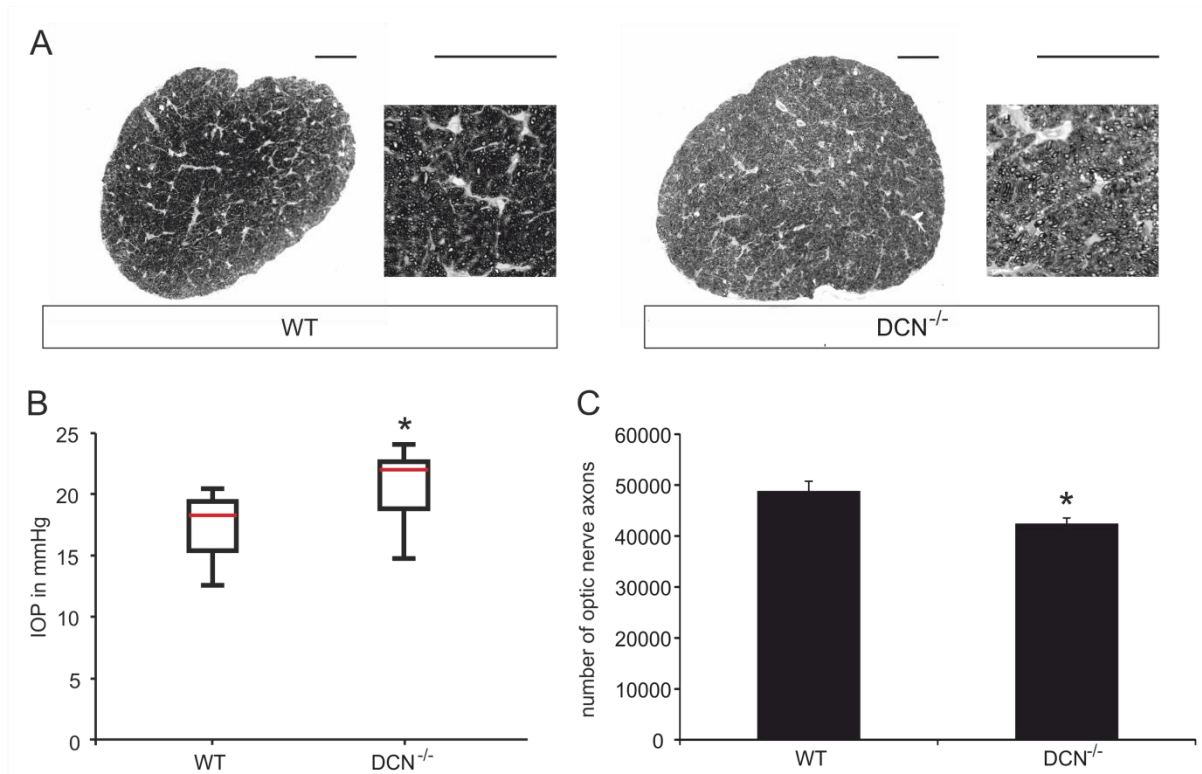 A
WT
DCN-/-
B
*
IOP in mmHg
25
20
15
10
5
0
WT
DCN-/-
C
*
number of optic nerve axons
60000
50000
40000
30000
20000
10000
0
WT
DCN-/-